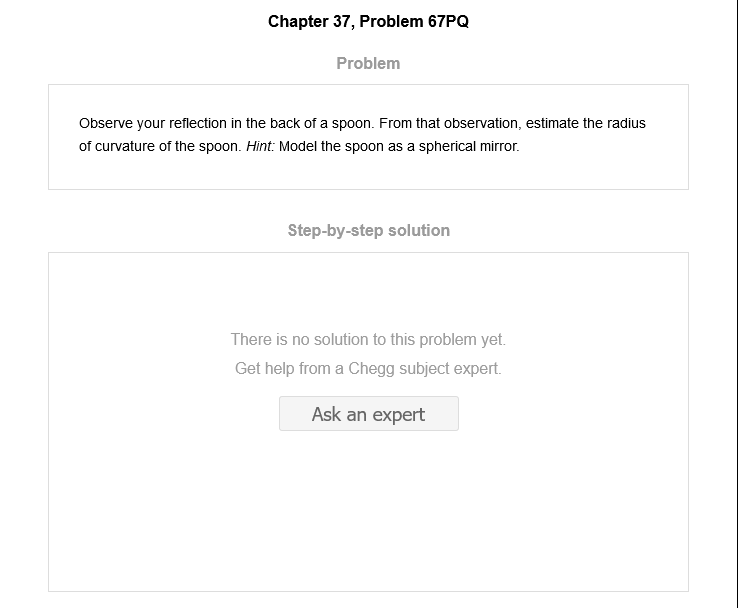 Chapter 37, Problem 67PQ
Problem
Observe your reflection in the back of a spoon. From that observation, estimate the radius
of curvature of the spoon. Hint: Model the spoon as a spherical mirror.
Step-by-step solution
There is no solution to this problem yet.
Get help from a Chegg subject expert.
Ask an expert